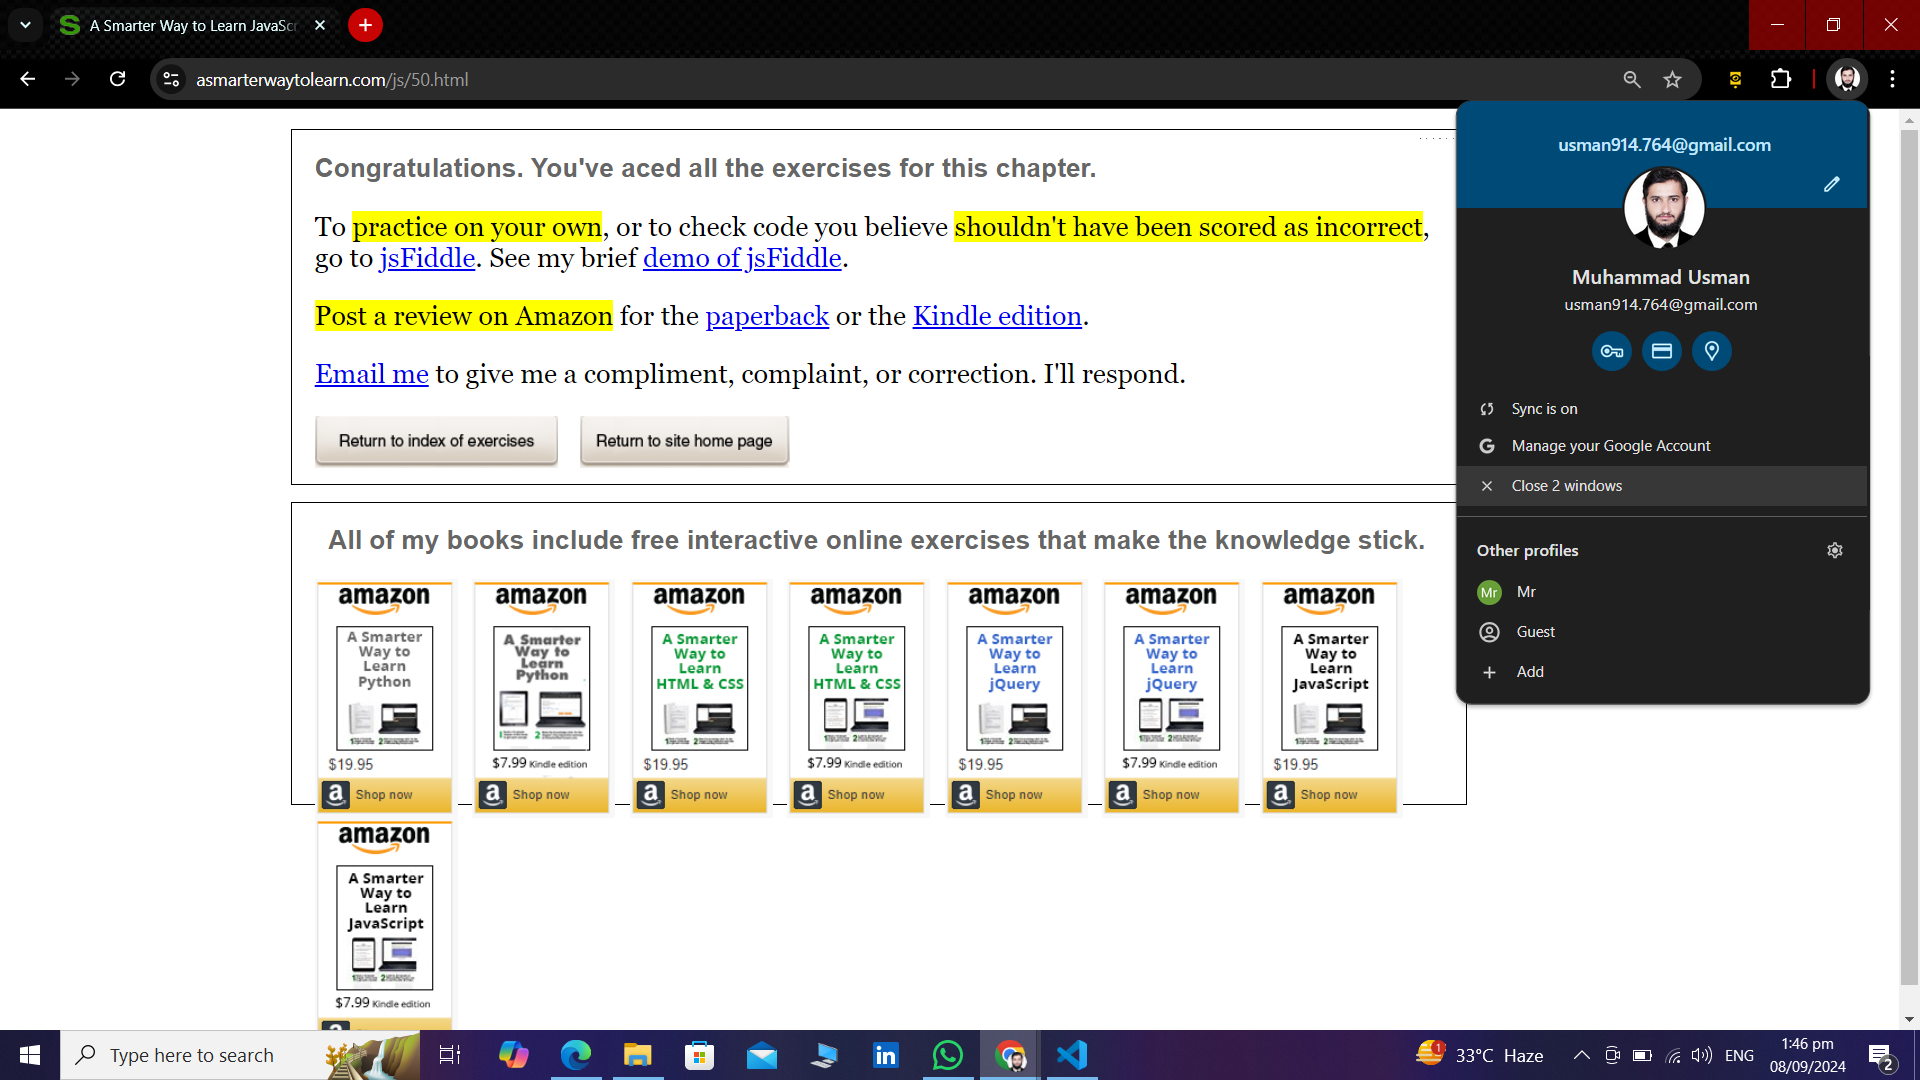 A Smarter Way to Learn JavaSc
asmarterwaytolearn.com/js/50.html
Congratulations. You've aced all the exercises for this chapter.
To practice on your own, or to check code you believe shouldn't have been scored as incorrect,
go to jsFiddle. See my brief demo of jsFiddle.
Post a review on Amazon for the paperback or the Kindle edition.
Email me to give me a compliment, complaint, or correction. I'll respond.
Return to index of exercises
Return to site home page
usman914.764@gmail.com
Muhammad Usman
usman914.764@gmail.com
Sync is on
Manage your Google Account
Close 2 windows
Other profiles
Mr Mr
Guest
Add
All of my books include free interactive online exercises that make the knowledge stick.
amazon
A Smarter
Way to
Learn
Python
$19.95
a Shop now
amazon
A Smarter
Way to
Learn
Python
$7.99 Kindle edition
a Shop now
amazon
A Smarter
Way to
Learn
HTML & CSS
$19.95
a Shop now
amazon
A Smarter
Way to
Learn
HTML & CSS
$7.99 Kindle edition
a Shop now
amazon
A Smarter
Way to
Learn
jQuery
$19.95
a Shop now
amazon
A Smarter
Way to
Learn
jQuery
$7.99 Kindle edition
a Shop now
amazon
A Smarter
Way to
Learn
JavaScript
$19.95
a Shop now
amazon
A Smarter
Way to
Learn
JavaScript
$7.99 Kindle edition
Type here to search
1
33°C Haze
ENG
1:46 pm
08/09/2024
2